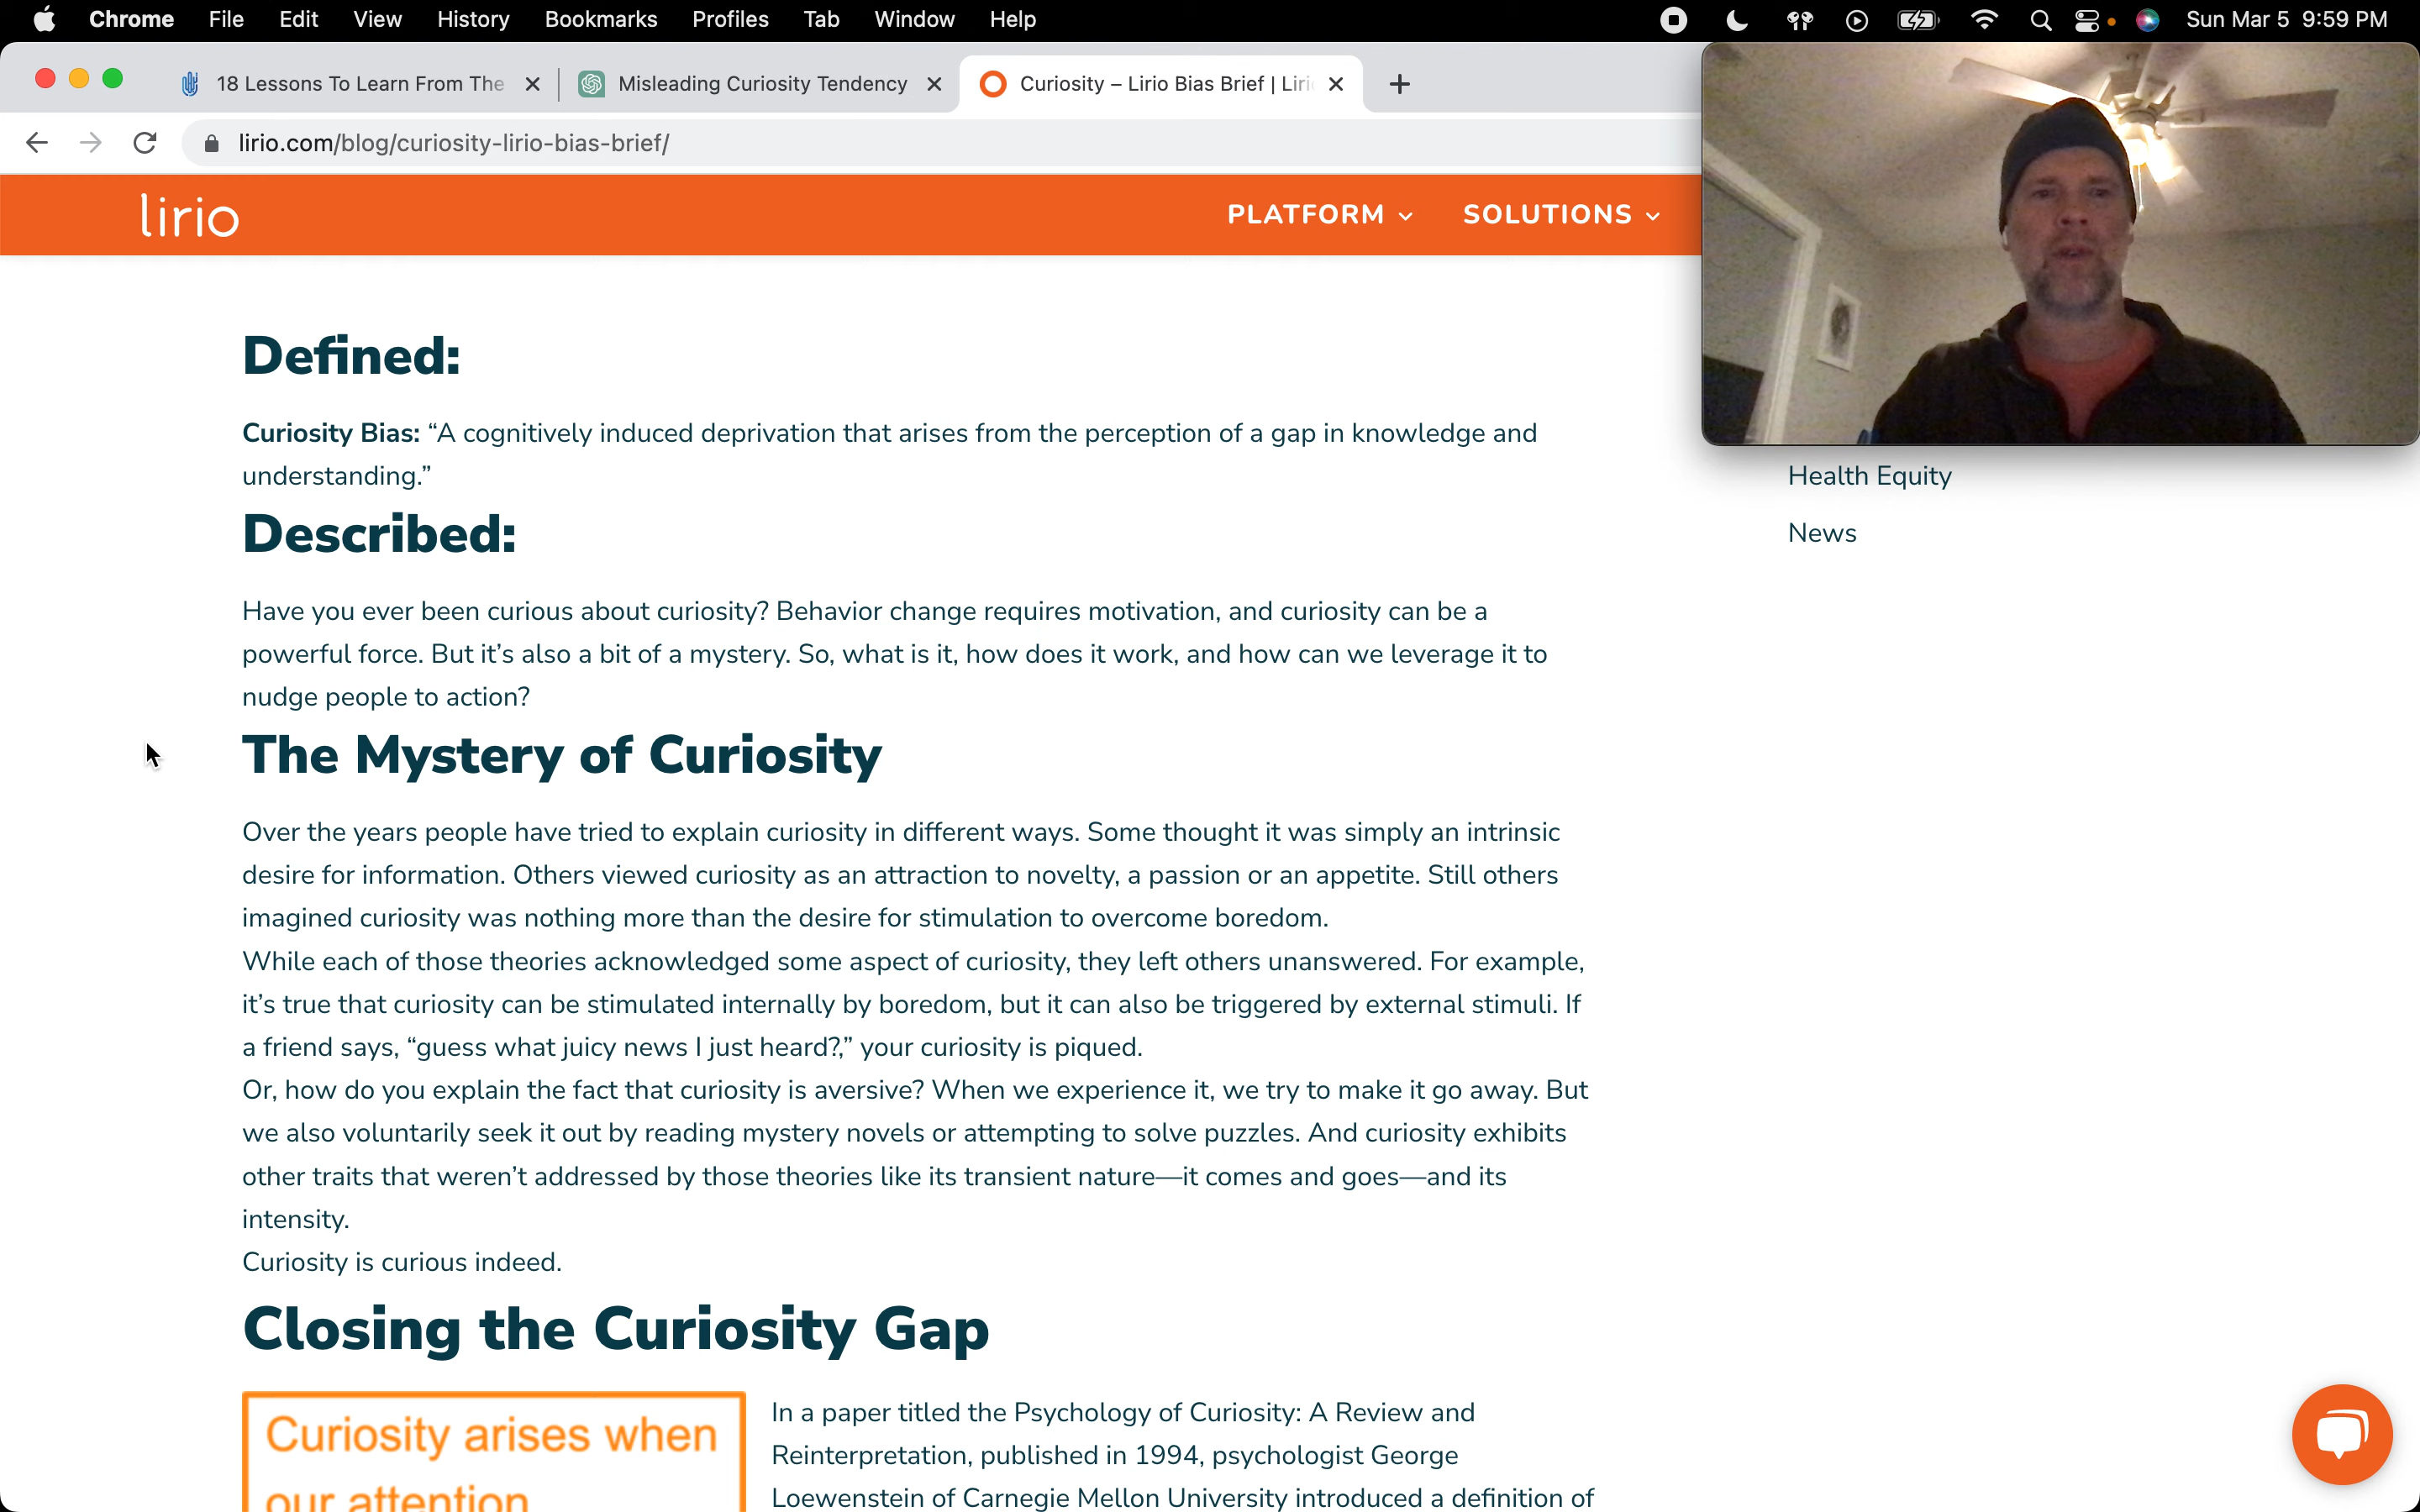 Chrome File Edit View History Bookmarks Profiles Tab Window Help Sun Mar 5 9:59 PM
18 Lessons To Learn From The Misleading Curiosity Tendency Curiosity – Lirio Bias Brief | Liri
lirio.com/blog/curiosity-lirio-bias-brief/
lirio PLATFORM SOLUTIONS
Defined:
Curiosity Bias: “A cognitively induced deprivation that arises from the perception of a gap in knowledge and
understanding.”
Health Equity
Described:
News
Have you ever been curious about curiosity? Behavior change requires motivation, and curiosity can be a
powerful force. But it’s also a bit of a mystery. So, what is it, how does it work, and how can we leverage it to
nudge people to action?
The Mystery of Curiosity
Over the years people have tried to explain curiosity in different ways. Some thought it was simply an intrinsic
desire for information. Others viewed curiosity as an attraction to novelty, a passion or an appetite. Still others
imagined curiosity was nothing more than the desire for stimulation to overcome boredom.
While each of those theories acknowledged some aspect of curiosity, they left others unanswered. For example,
it’s true that curiosity can be stimulated internally by boredom, but it can also be triggered by external stimuli. If
a friend says, “guess what juicy news I just heard?,” your curiosity is piqued.
Or, how do you explain the fact that curiosity is aversive? When we experience it, we try to make it go away. But
we also voluntarily seek it out by reading mystery novels or attempting to solve puzzles. And curiosity exhibits
other traits that weren’t addressed by those theories like its transient nature—it comes and goes—and its
intensity.
Curiosity is curious indeed.
Closing the Curiosity Gap
Curiosity arises when
our attention
In a paper titled the Psychology of Curiosity: A Review and
Reinterpretation, published in 1994, psychologist George
Loewenstein of Carnegie Mellon University introduced a definition of